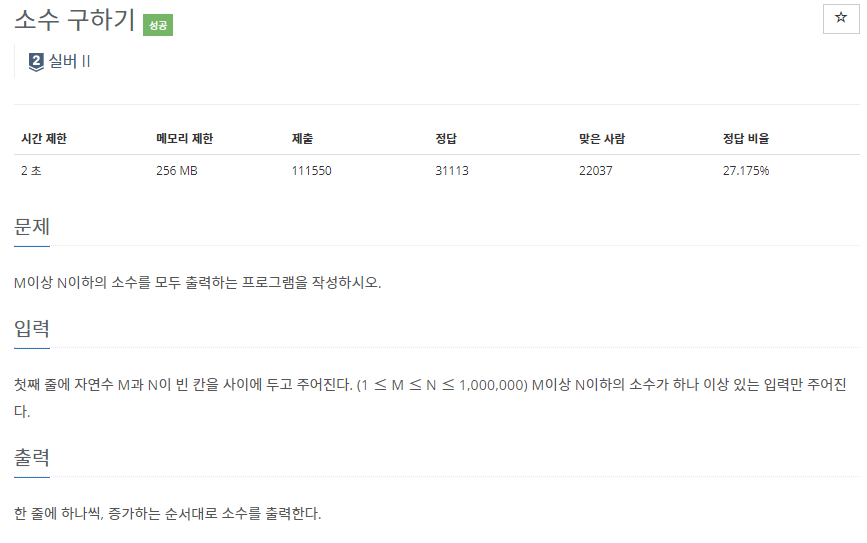 소수 구하기 성공
☆
2 실버 II
시간 제한 메모리 제한 제출 정답 맞은 사람 정답 비율
2 초 256 MB 111550 31113 22037 27.175%
문제
M이상 N이하의 소수를 모두 출력하는 프로그램을 작성하시오.
입력
첫째 줄에 자연수 M과 N이 빈 칸을 사이에 두고 주어진다. (1 ≤ M ≤ N ≤ 1,000,000) M이상 N이하의 소수가 하나 이상 있는 입력만 주어진
다.
출력
한 줄에 하나씩, 증가하는 순서대로 소수를 출력한다.